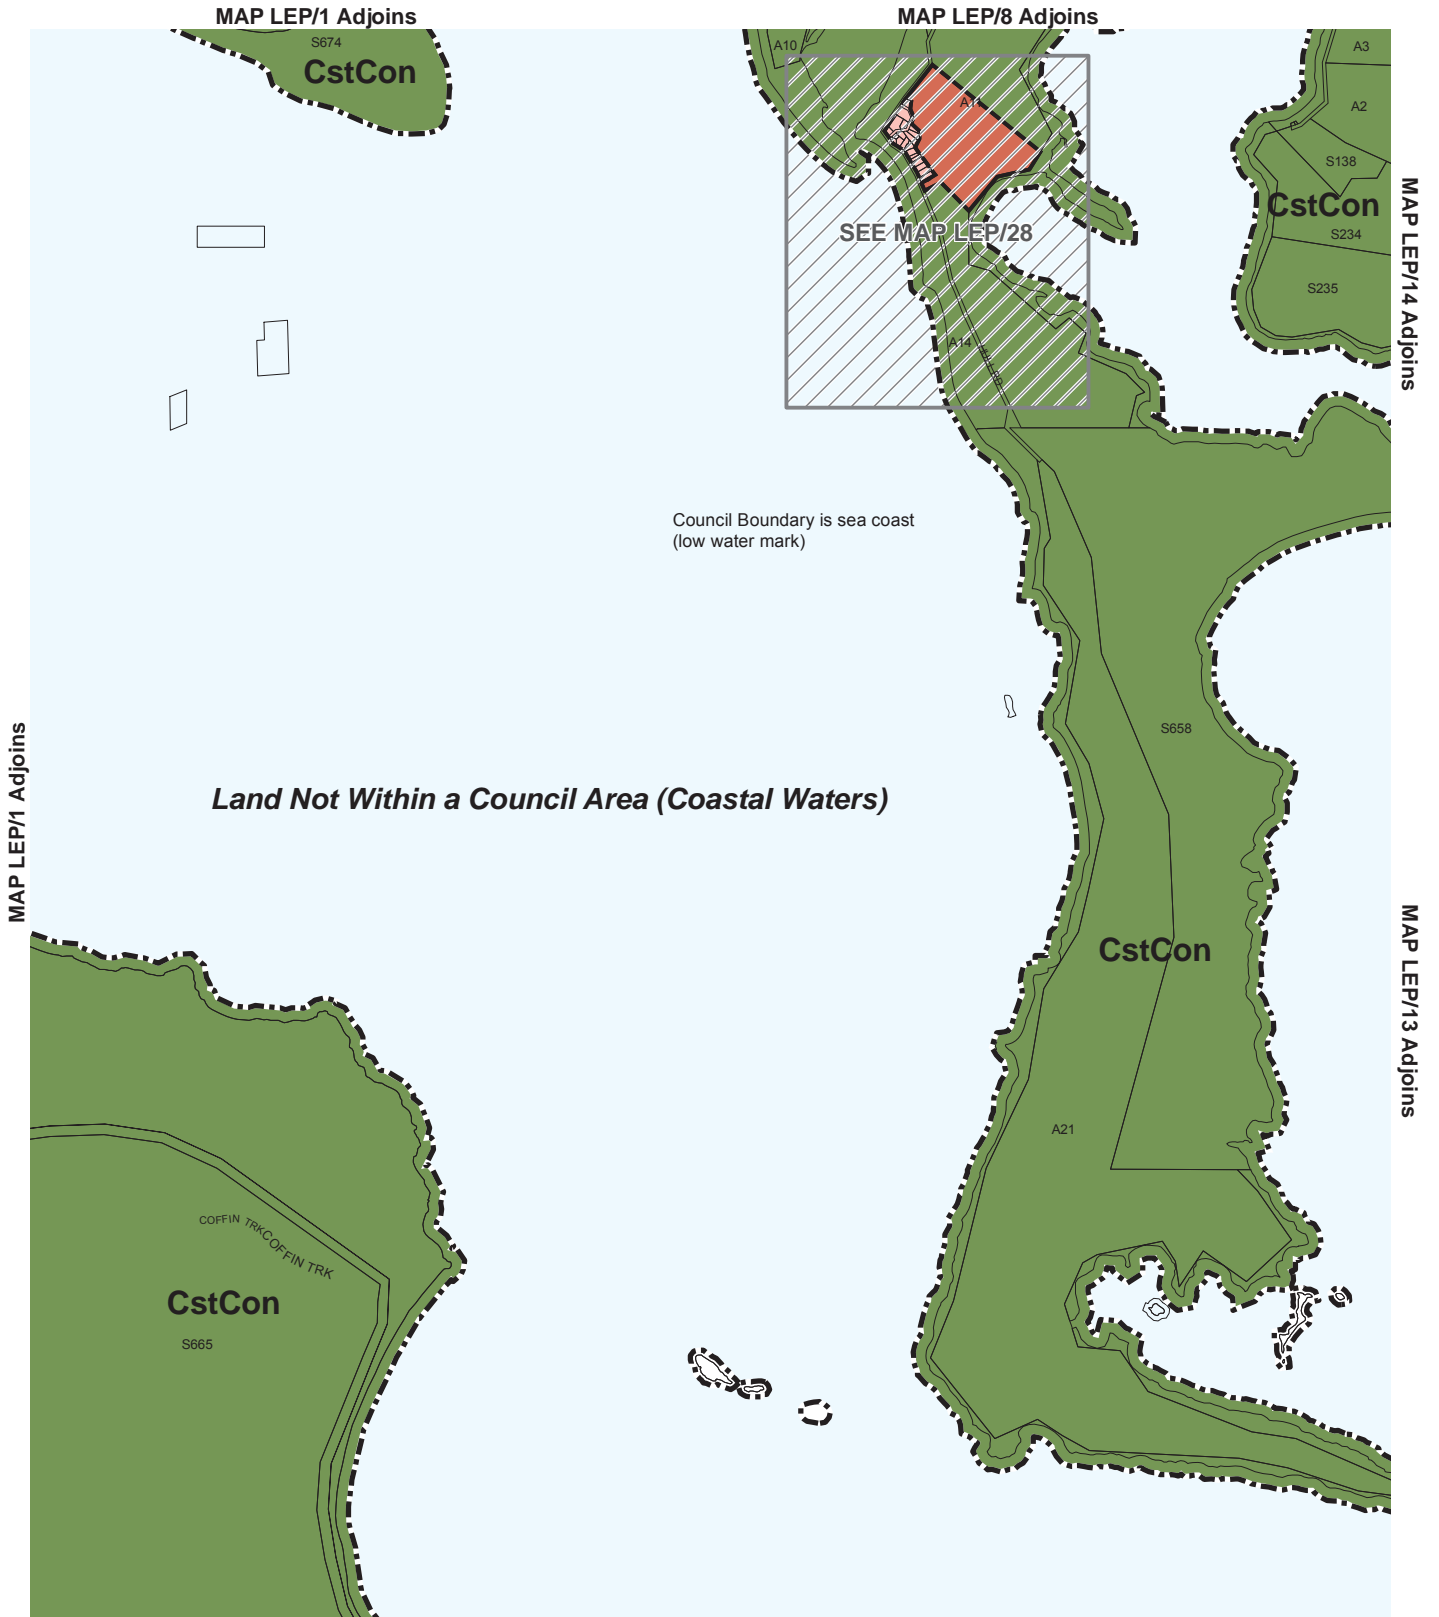 MAP LEP/1 Adjoins
MAP LEP/8 Adjoins
S674
CstCon
A10
A3
A2
S138
CstCon
S234
S235
SEE MAP LEP/28
A14
MAP LEP/14 Adjoins
Council Boundary is sea coast
(low water mark)
S658
MAP LEP/1 Adjoins
Land Not Within a Council Area (Coastal Waters)
CstCon
MAP LEP/13 Adjoins
A21
COFFIN TRK
COFFIN TRK
CstCon
S665